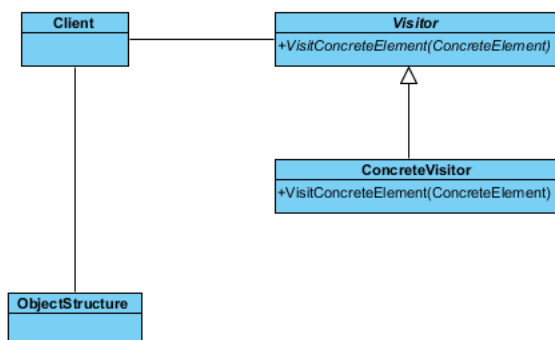 Client
Visitor
+VisitConcreteElement(ConcreteElement)
ConcreteVisitor
+VisitConcreteElement(ConcreteElement)
ObjectStructure